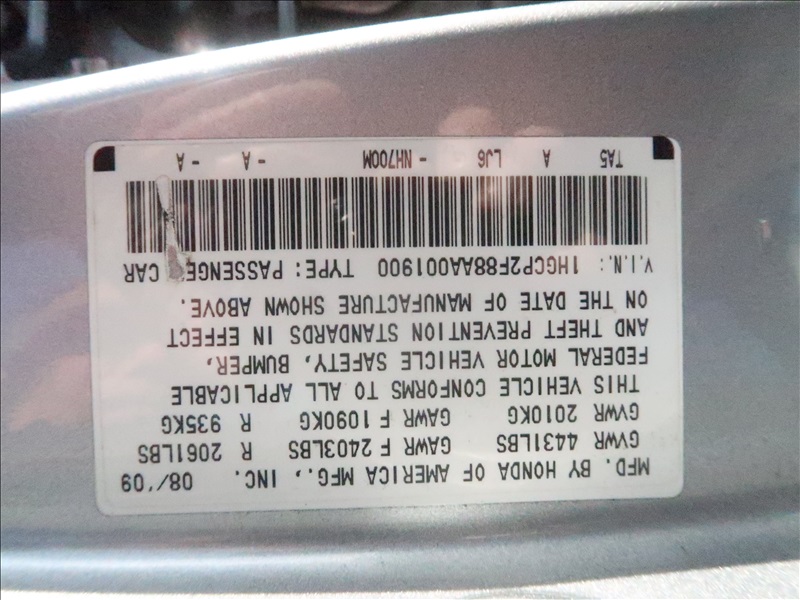 MFD. BY HONDA OF AMERICA MFG., INC. 08/'09
GVWR 4431LBS GAWR F 2403LBS R 2061LBS
GVWR 2010KG GAWR F 1090KG R 935KG
THIS VEHICLE CONFORMS TO ALL APPLICABLE
FEDERAL MOTOR VEHICLE SAFETY, BUMPER,
AND THEFT PREVENTION STANDARDS IN EFFECT
ON THE DATE OF MANUFACTURE SHOWN ABOVE.
V.I.N.: 1HGCP2F88AA001900 TYPE: PASSENGER CAR
TA5 A LJ6 - NH700M - A - A